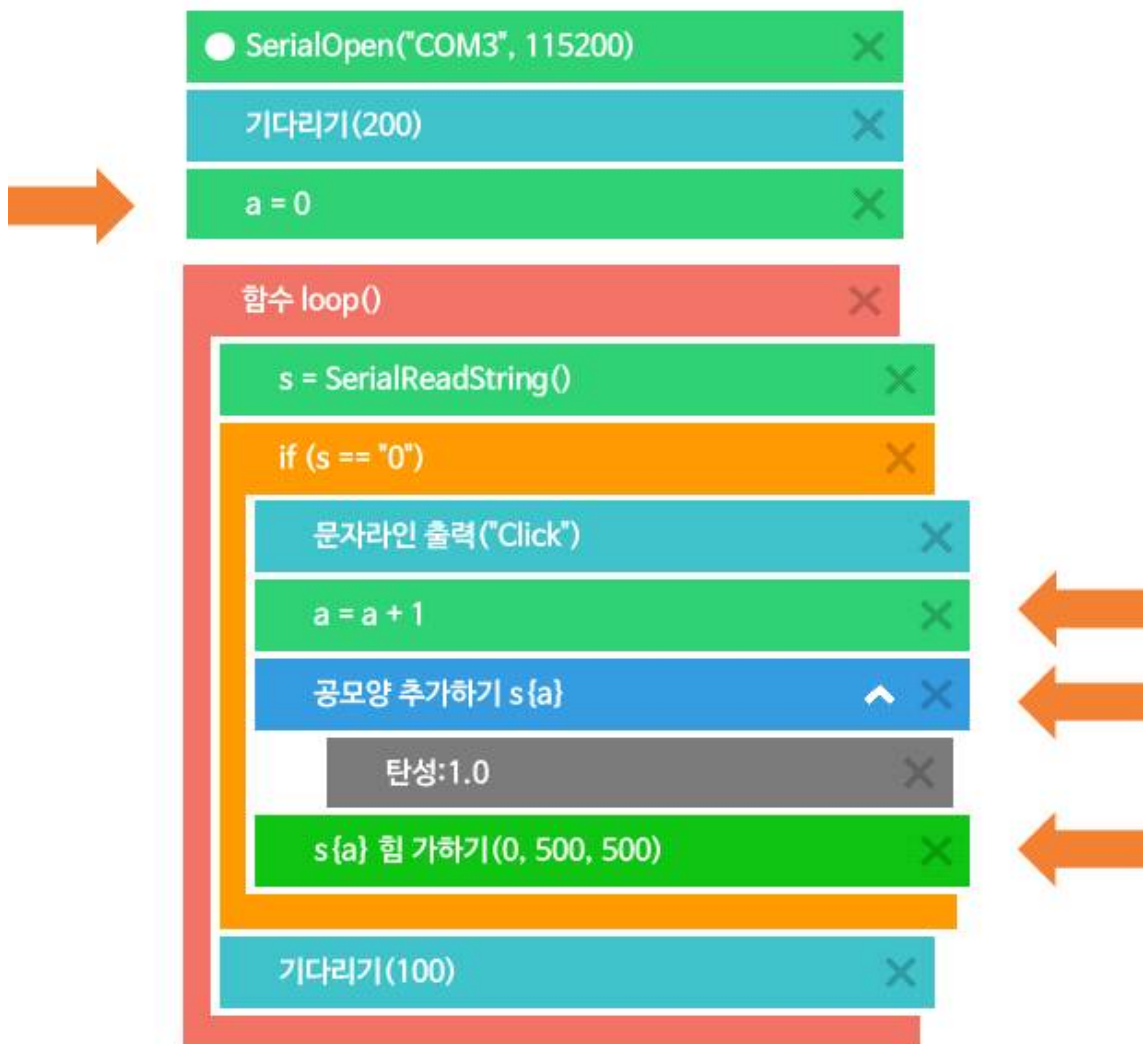 SerialOpen("COM3", 115200)
기다리기(200)
a = 0
함수 loop()
s = SerialReadString()
if (s == "0")
문자라인 출력("Click")
a = a + 1
공모양 추가하기 s{a}
탄성:1.0
s{a} 힘 가하기(0, 500, 500)
기다리기(100)